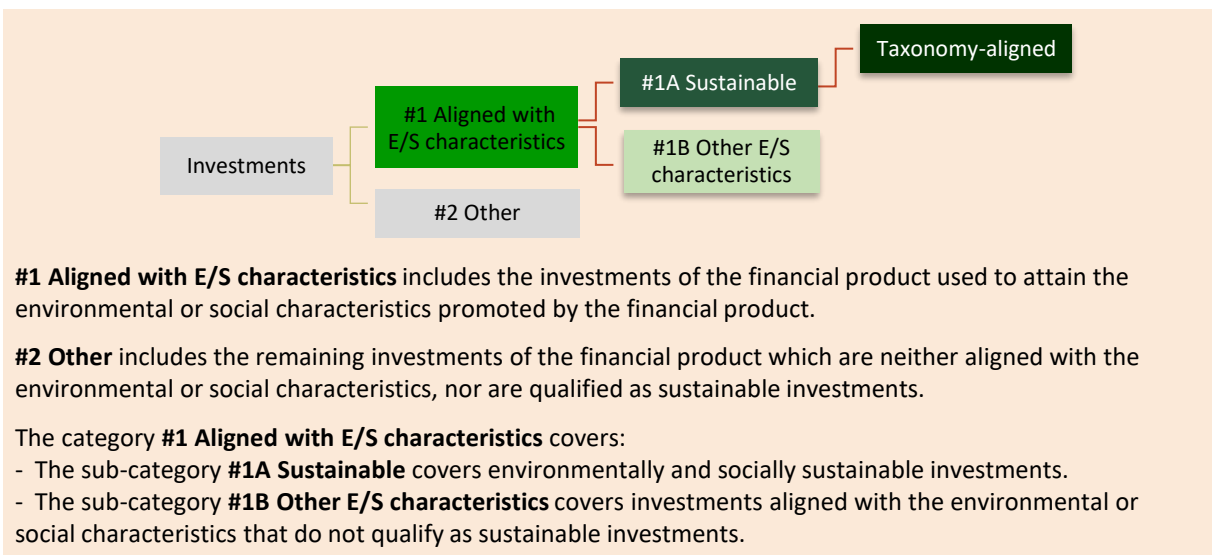 Taxonomy-aligned
#1A Sustainable
#1 Aligned with
E/S characteristics
#1B Other E/S
characteristics
Investments
#2 Other
#1 Aligned with E/S characteristics includes the investments of the financial product used to attain the
environmental or social characteristics promoted by the financial product.
#2 Other includes the remaining investments of the financial product which are neither aligned with the
environmental or social characteristics, nor are qualified as sustainable investments.
The category #1 Aligned with E/S characteristics covers:
- The sub-category #1A Sustainable covers environmentally and socially sustainable investments.
- The sub-category #1B Other E/S characteristics covers investments aligned with the environmental or
social characteristics that do not qualify as sustainable investments.